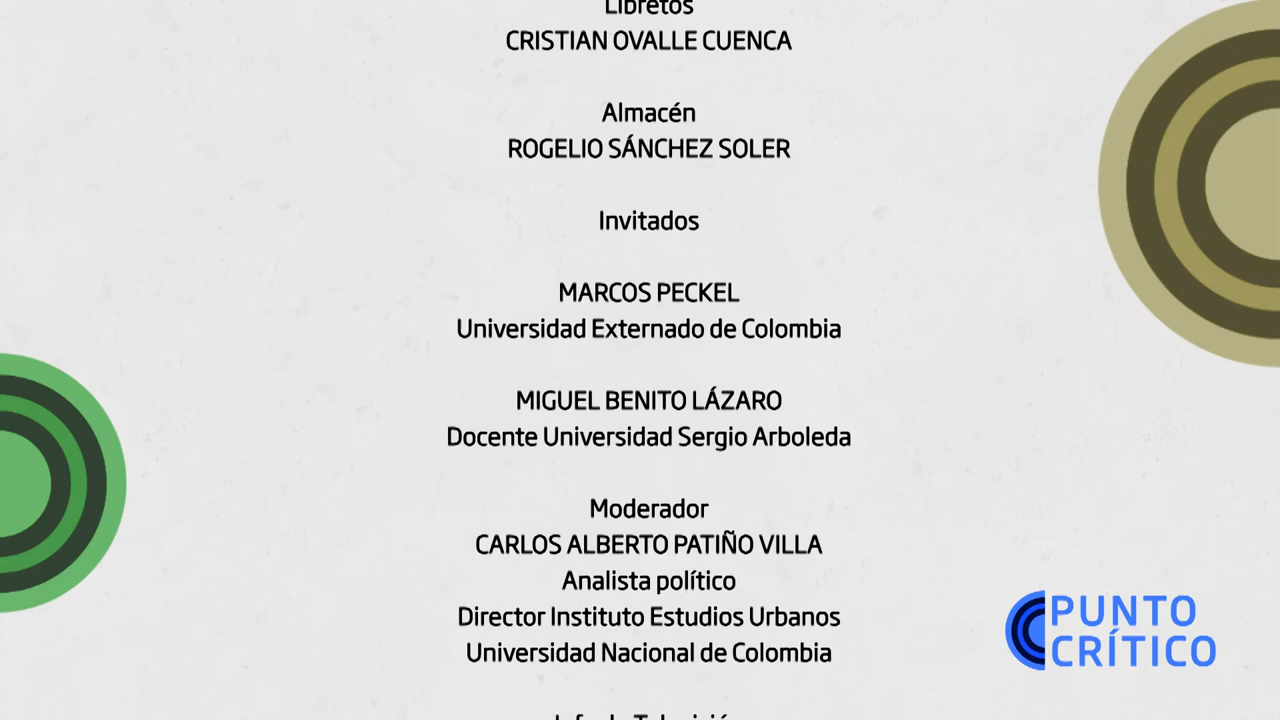 Libretos
CRISTIAN OVALLE CUENCA
Almacén
ROGELIO SÁNCHEZ SOLER
Invitados
MARCOS PECKEL
Universidad Externado de Colombia
MIGUEL BENITO LÁZARO
Docente Universidad Sergio Arboleda
Moderador
CARLOS ALBERTO PATIÑO VILLA
Analista político
Director Instituto Estudios Urbanos
Universidad Nacional de Colombia
PUNTO
CRÍTICO